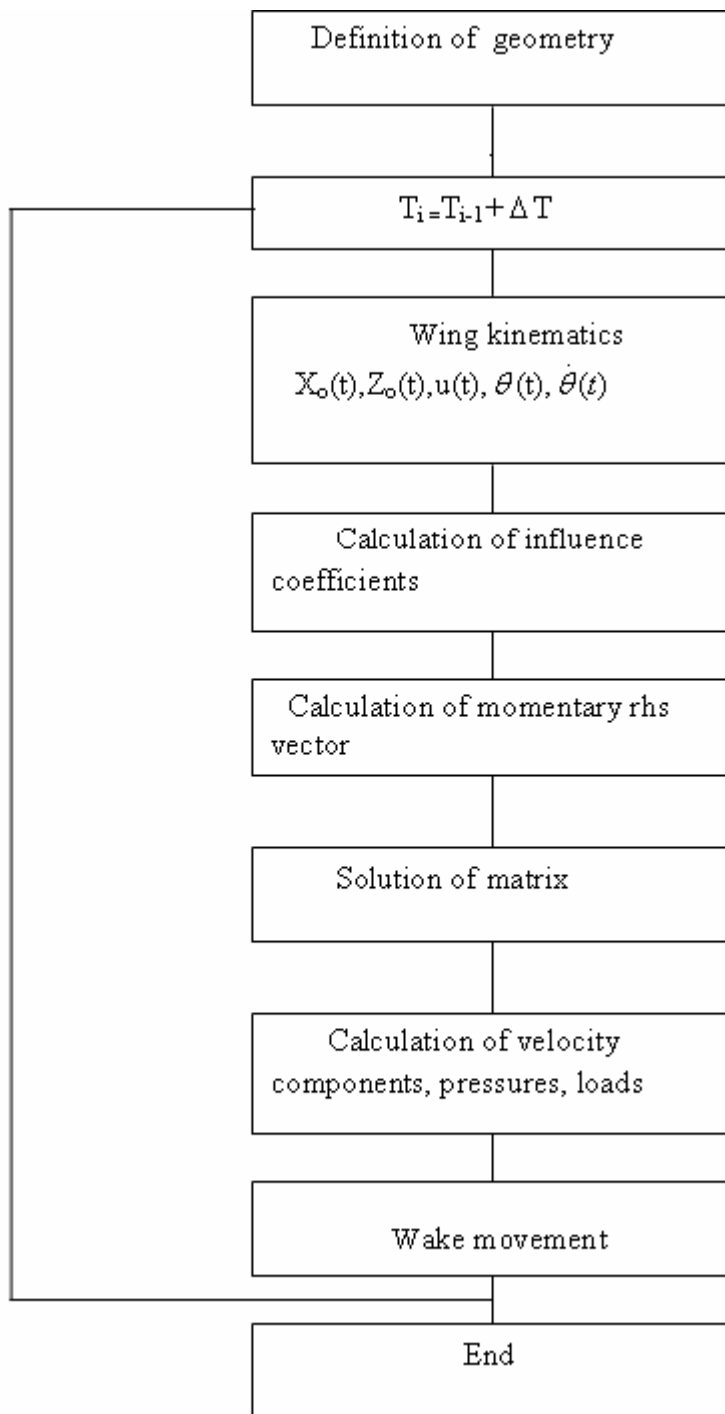 Definition of geometry
Tᵢ=Tᵢ₋₁+ΔT
Wing kinematics
Xₒ(t),Zₒ(t),u(t), θ(t), θ̇(t)
Calculation of influence
coefficients
Calculation of momentary rhs
vector
Solution of matrix
Calculation of velocity
components, pressures, loads
Wake movement
End